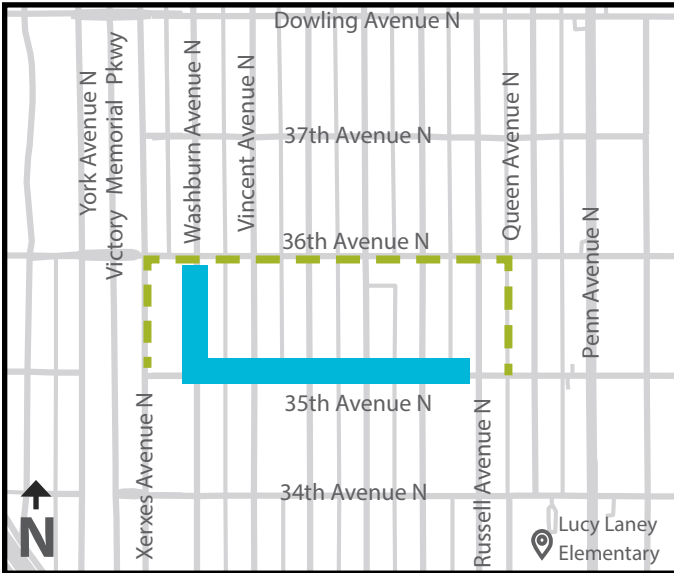 Dowling Avenue N
York Avenue N
Victory Memorial Pkwy
Washburn Avenue N
Vincent Avenue N
37th Avenue N
Queen Avenue N
36th Avenue N
Penn Avenue N
35th Avenue N
Xerxes Avenue N
Russell Avenue N
34th Avenue N
N
Lucy Laney
Elementary